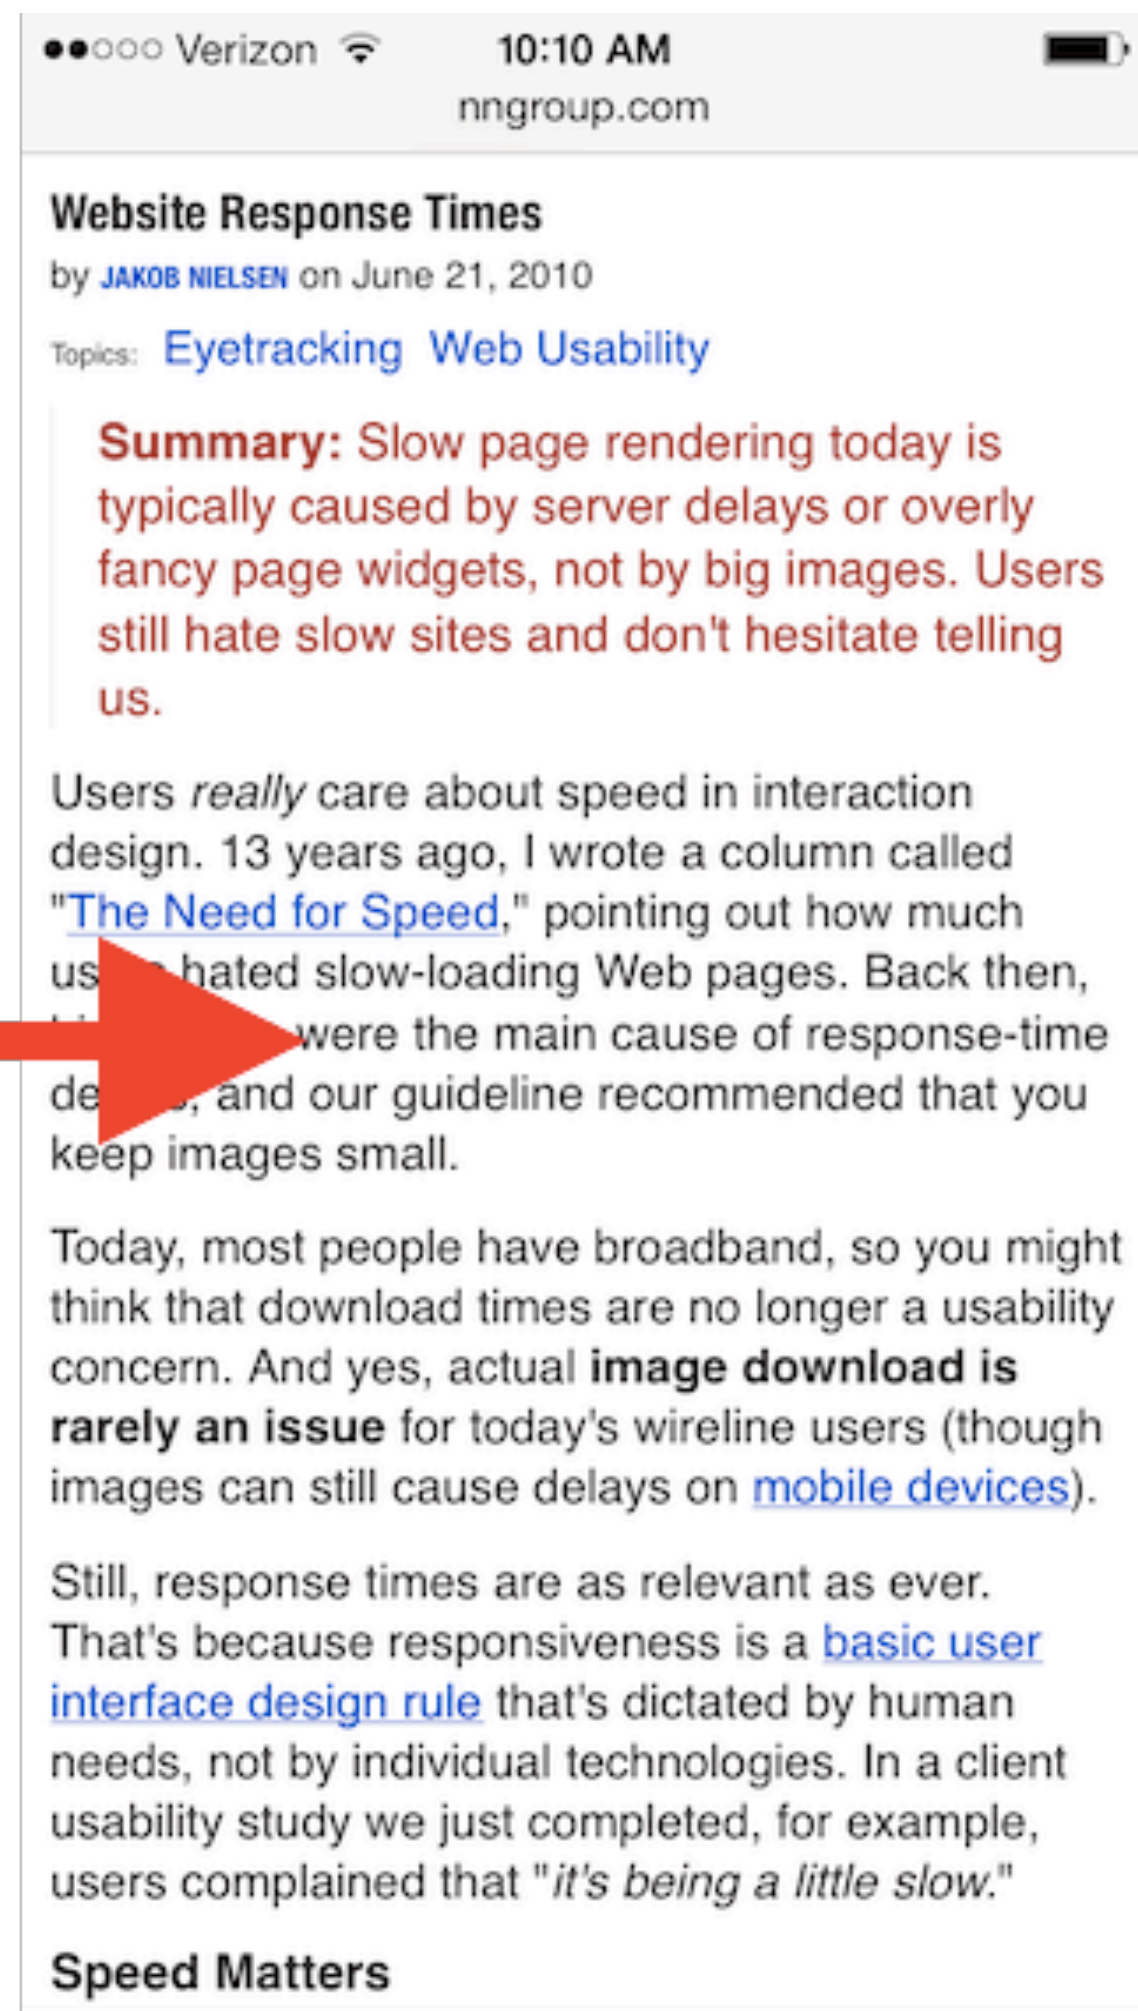 Verizon 10:10 AM
nngroup.com
Website Response Times
by JAKOB NIELSEN on June 21, 2010
Topics: Eyetracking Web Usability
Summary: Slow page rendering today is
typically caused by server delays or overly
fancy page widgets, not by big images. Users
still hate slow sites and don't hesitate telling
us.
Users really care about speed in interaction
design. 13 years ago, I wrote a column called
"The Need for Speed," pointing out how much
hated slow-loading Web pages. Back then,
were the main cause of response-time
and our guideline recommended that you
keep images small.
Today, most people have broadband, so you might
think that download times are no longer a usability
concern. And yes, actual image download is
rarely an issue for today's wireline users (though
images can still cause delays on mobile devices).
Still, response times are as relevant as ever.
That's because responsiveness is a basic user
interface design rule that's dictated by human
needs, not by individual technologies. In a client
usability study we just completed, for example,
users complained that "it's being a little slow."
Speed Matters